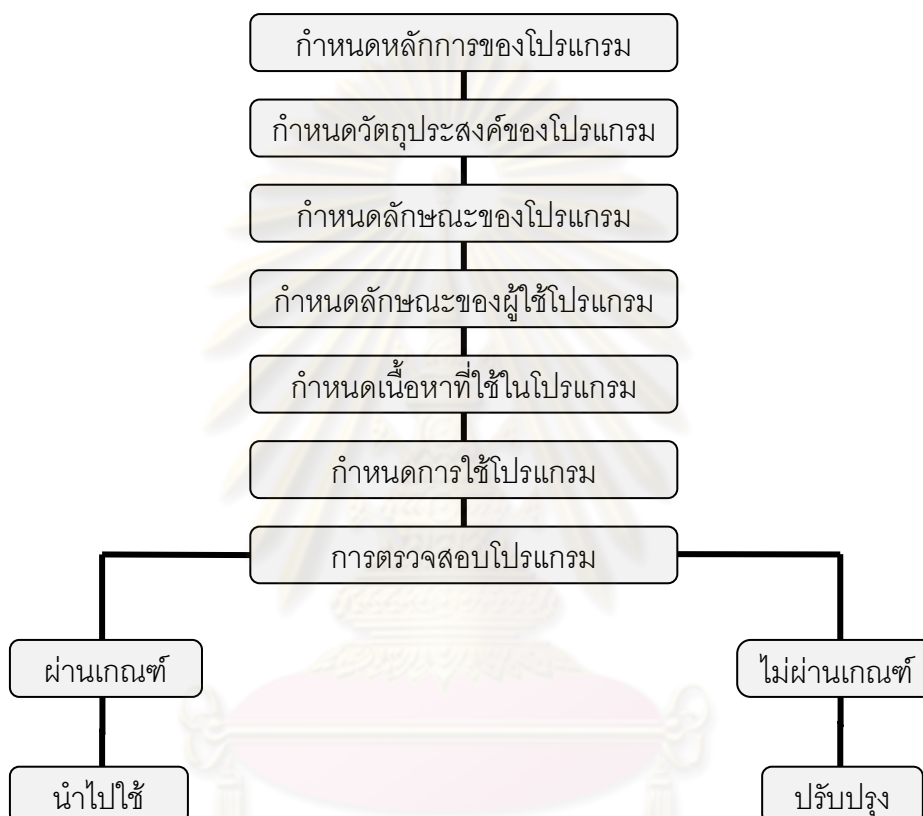 กำหนดหลักการของโปรแกรม
กำหนดวัตถุประสงค์ของโปรแกรม
กำหนดลักษณะของโปรแกรม
กำหนดลักษณะของผู้ใช้โปรแกรม
กำหนดเนื้อหาที่ใช้ในโปรแกรม
กำหนดการใช้โปรแกรม
การตรวจสอบโปรแกรม
ผ่านเกณฑ์
ไม่ผ่านเกณฑ์
นำไปใช้
ปรับปรุง